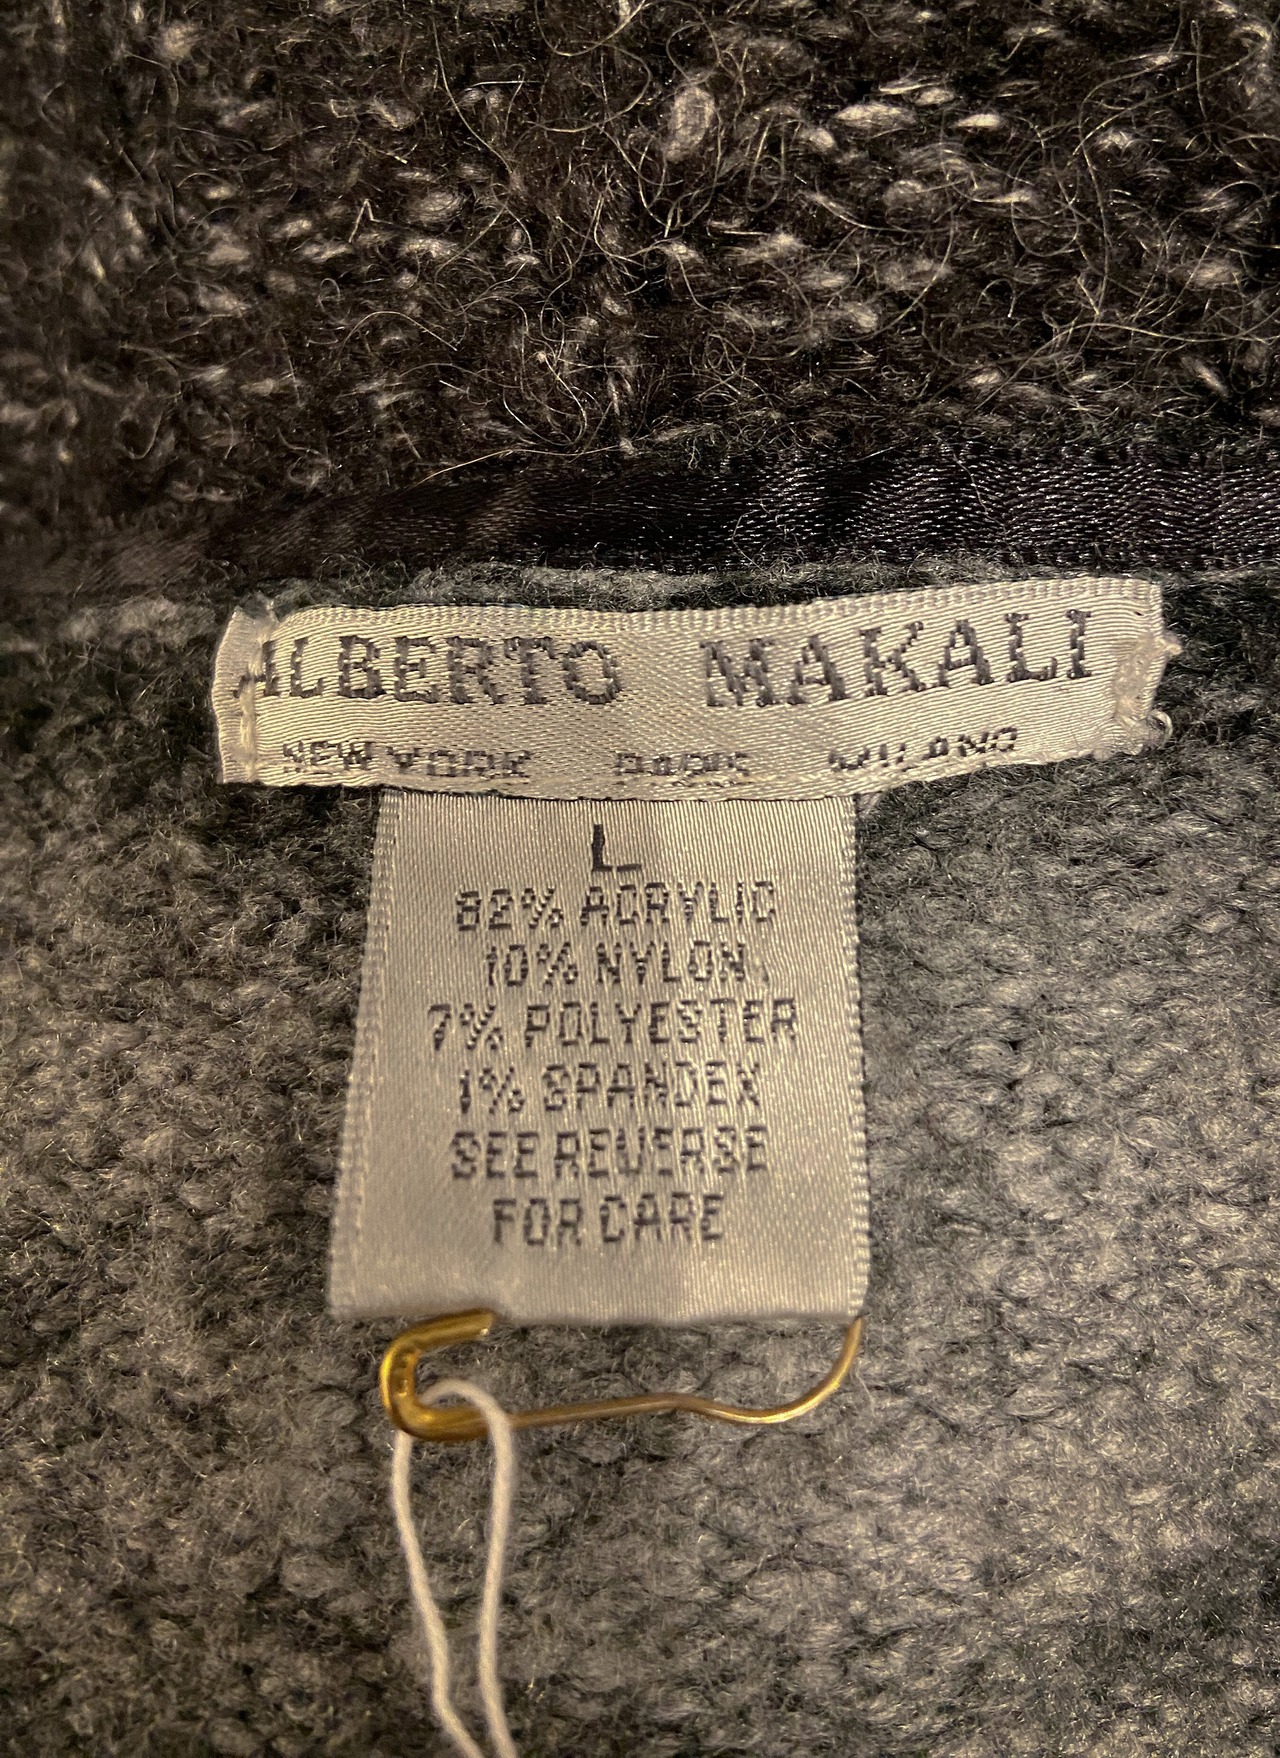 ALBERTO MAKALI
NEW YORK PARIS MILANO
L
82% ACRYLIC
10% NYLON
7% POLYESTER
1% SPANDEX
SEE REVERSE
FOR CARE